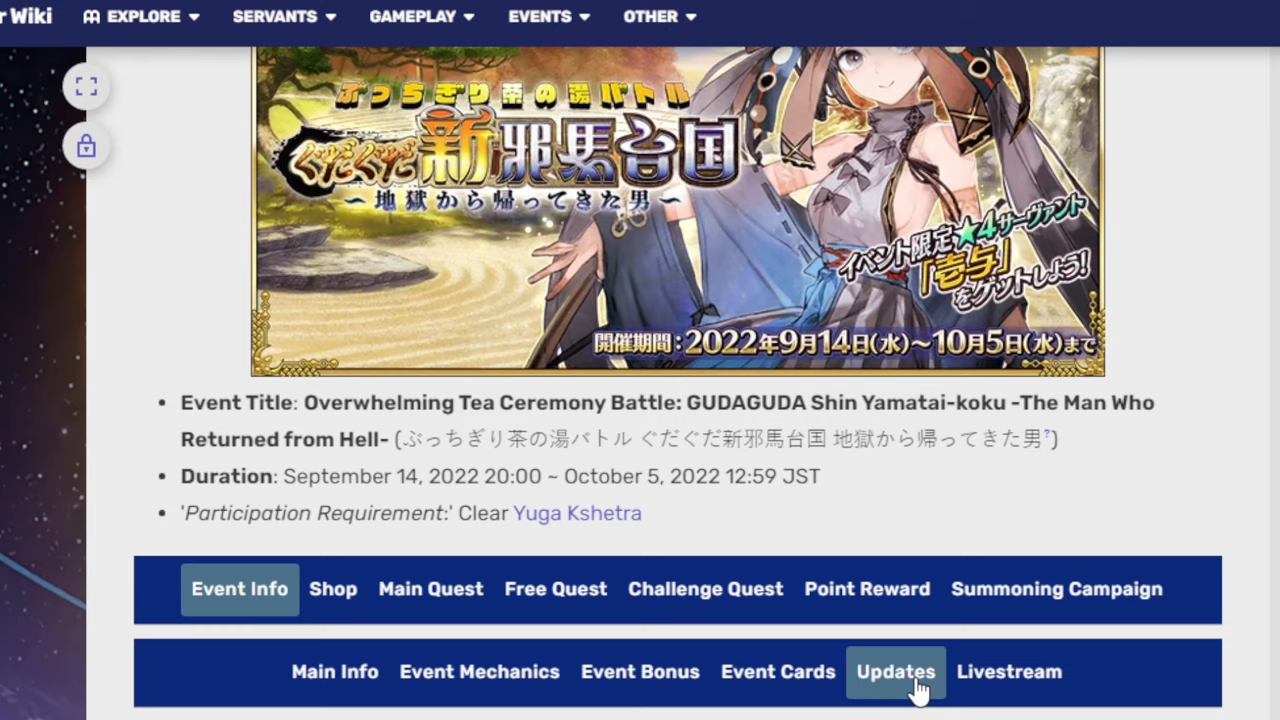 r Wiki EXPLORE SERVANTS GAMEPLAY EVENTS OTHER
ぶっちぎり茶の湯バトル
ぐだぐだ新邪馬台国
～地獄から帰ってきた男～
イベント限定★4サーヴァント
「壱与」
をゲットしよう!
開催期間:2022年9月14日(水)～10月5日(水)まで
• Event Title: Overwhelming Tea Ceremony Battle: GUDAGUDA Shin Yamatai-koku -The Man Who
Returned from Hell- (ぶっちぎり茶の湯バトル ぐだぐだ新邪馬台国 地獄から帰ってきた男?)
• Duration: September 14, 2022 20:00 ~ October 5, 2022 12:59 JST
• 'Participation Requirement:' Clear Yuga Kshetra
Event Info Shop Main Quest Free Quest Challenge Quest Point Reward Summoning Campaign
Main Info Event Mechanics Event Bonus Event Cards Updates Livestream